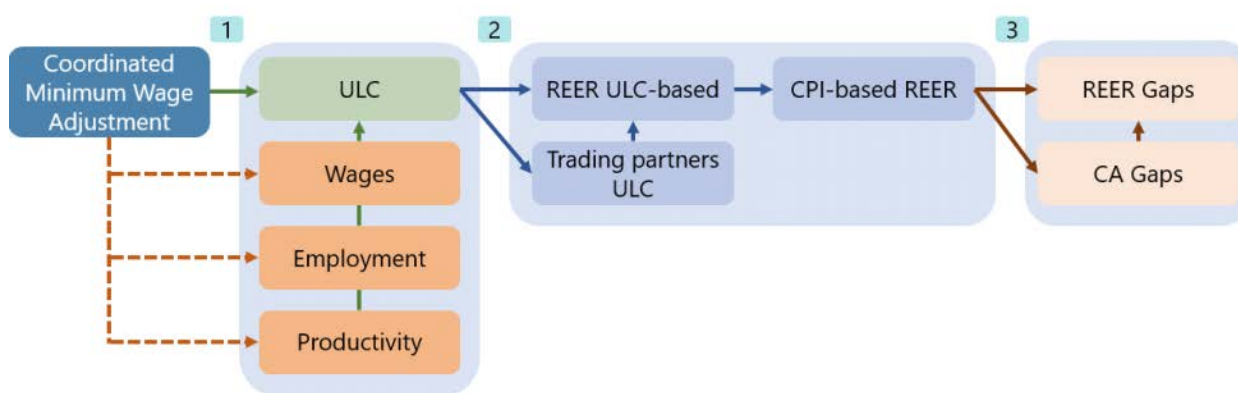 1
2
3
Coordinated
Minimum Wage
Adjustment
ULC
Wages
Employment
Productivity
REER ULC-based
CPI-based REER
Trading partners
ULC
REER Gaps
CA Gaps